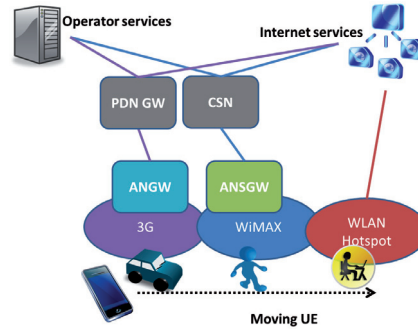 Operator services
Internet services
PDN GW
CSN
ANGW
ANSGW
3G
WiMAX
WLAN
Hotspot
Moving UE